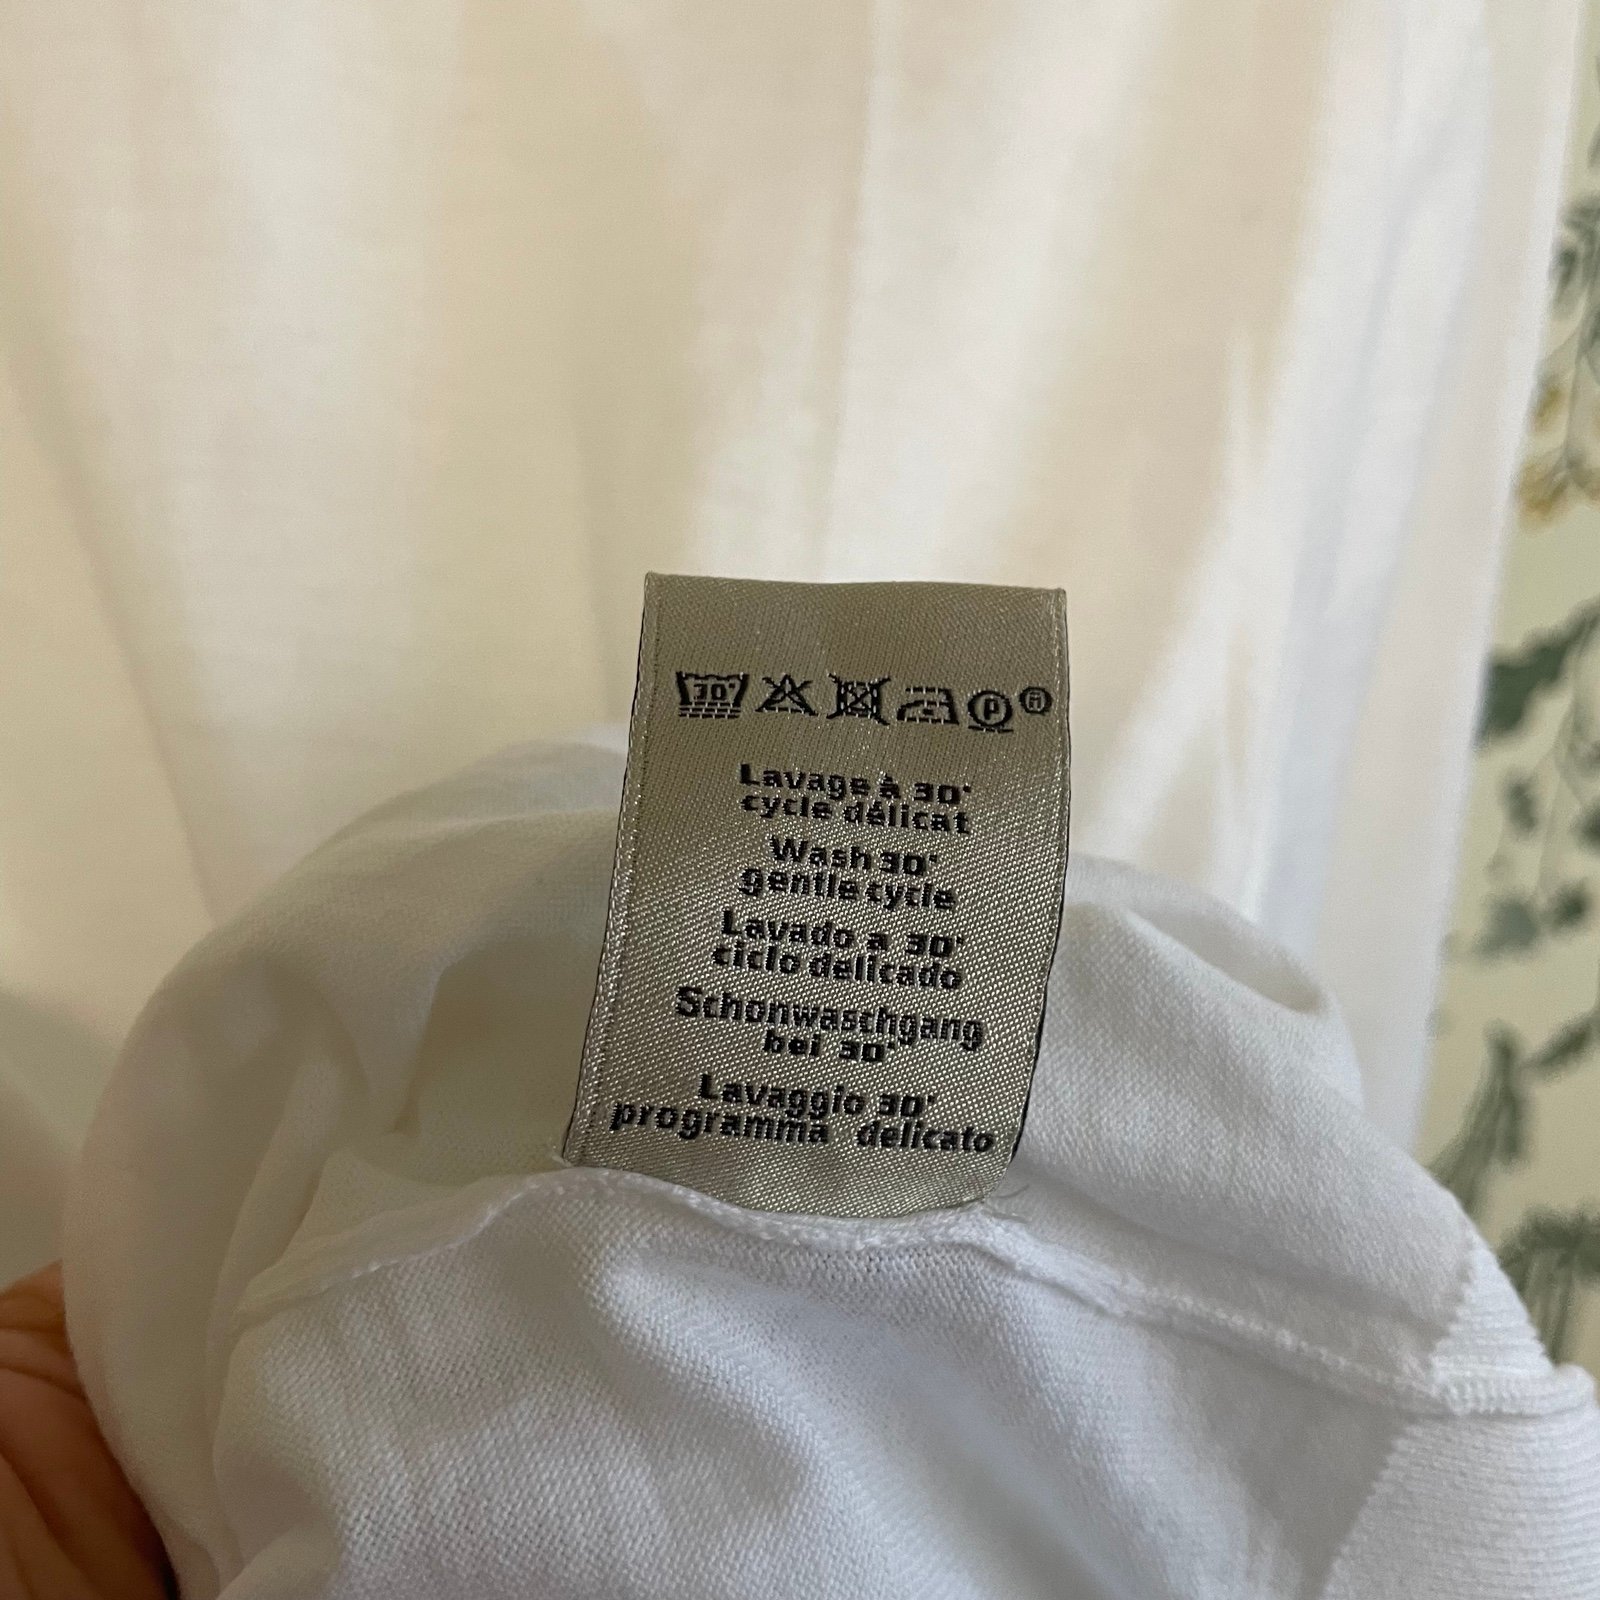 30° P ®
Lavage à 30°
cycle délicat
Wash 30°
gentle cycle
Lavado a 30°
ciclo delicado
Schonwaschgang
bei 30°
Lavaggio 30°
programma delicato